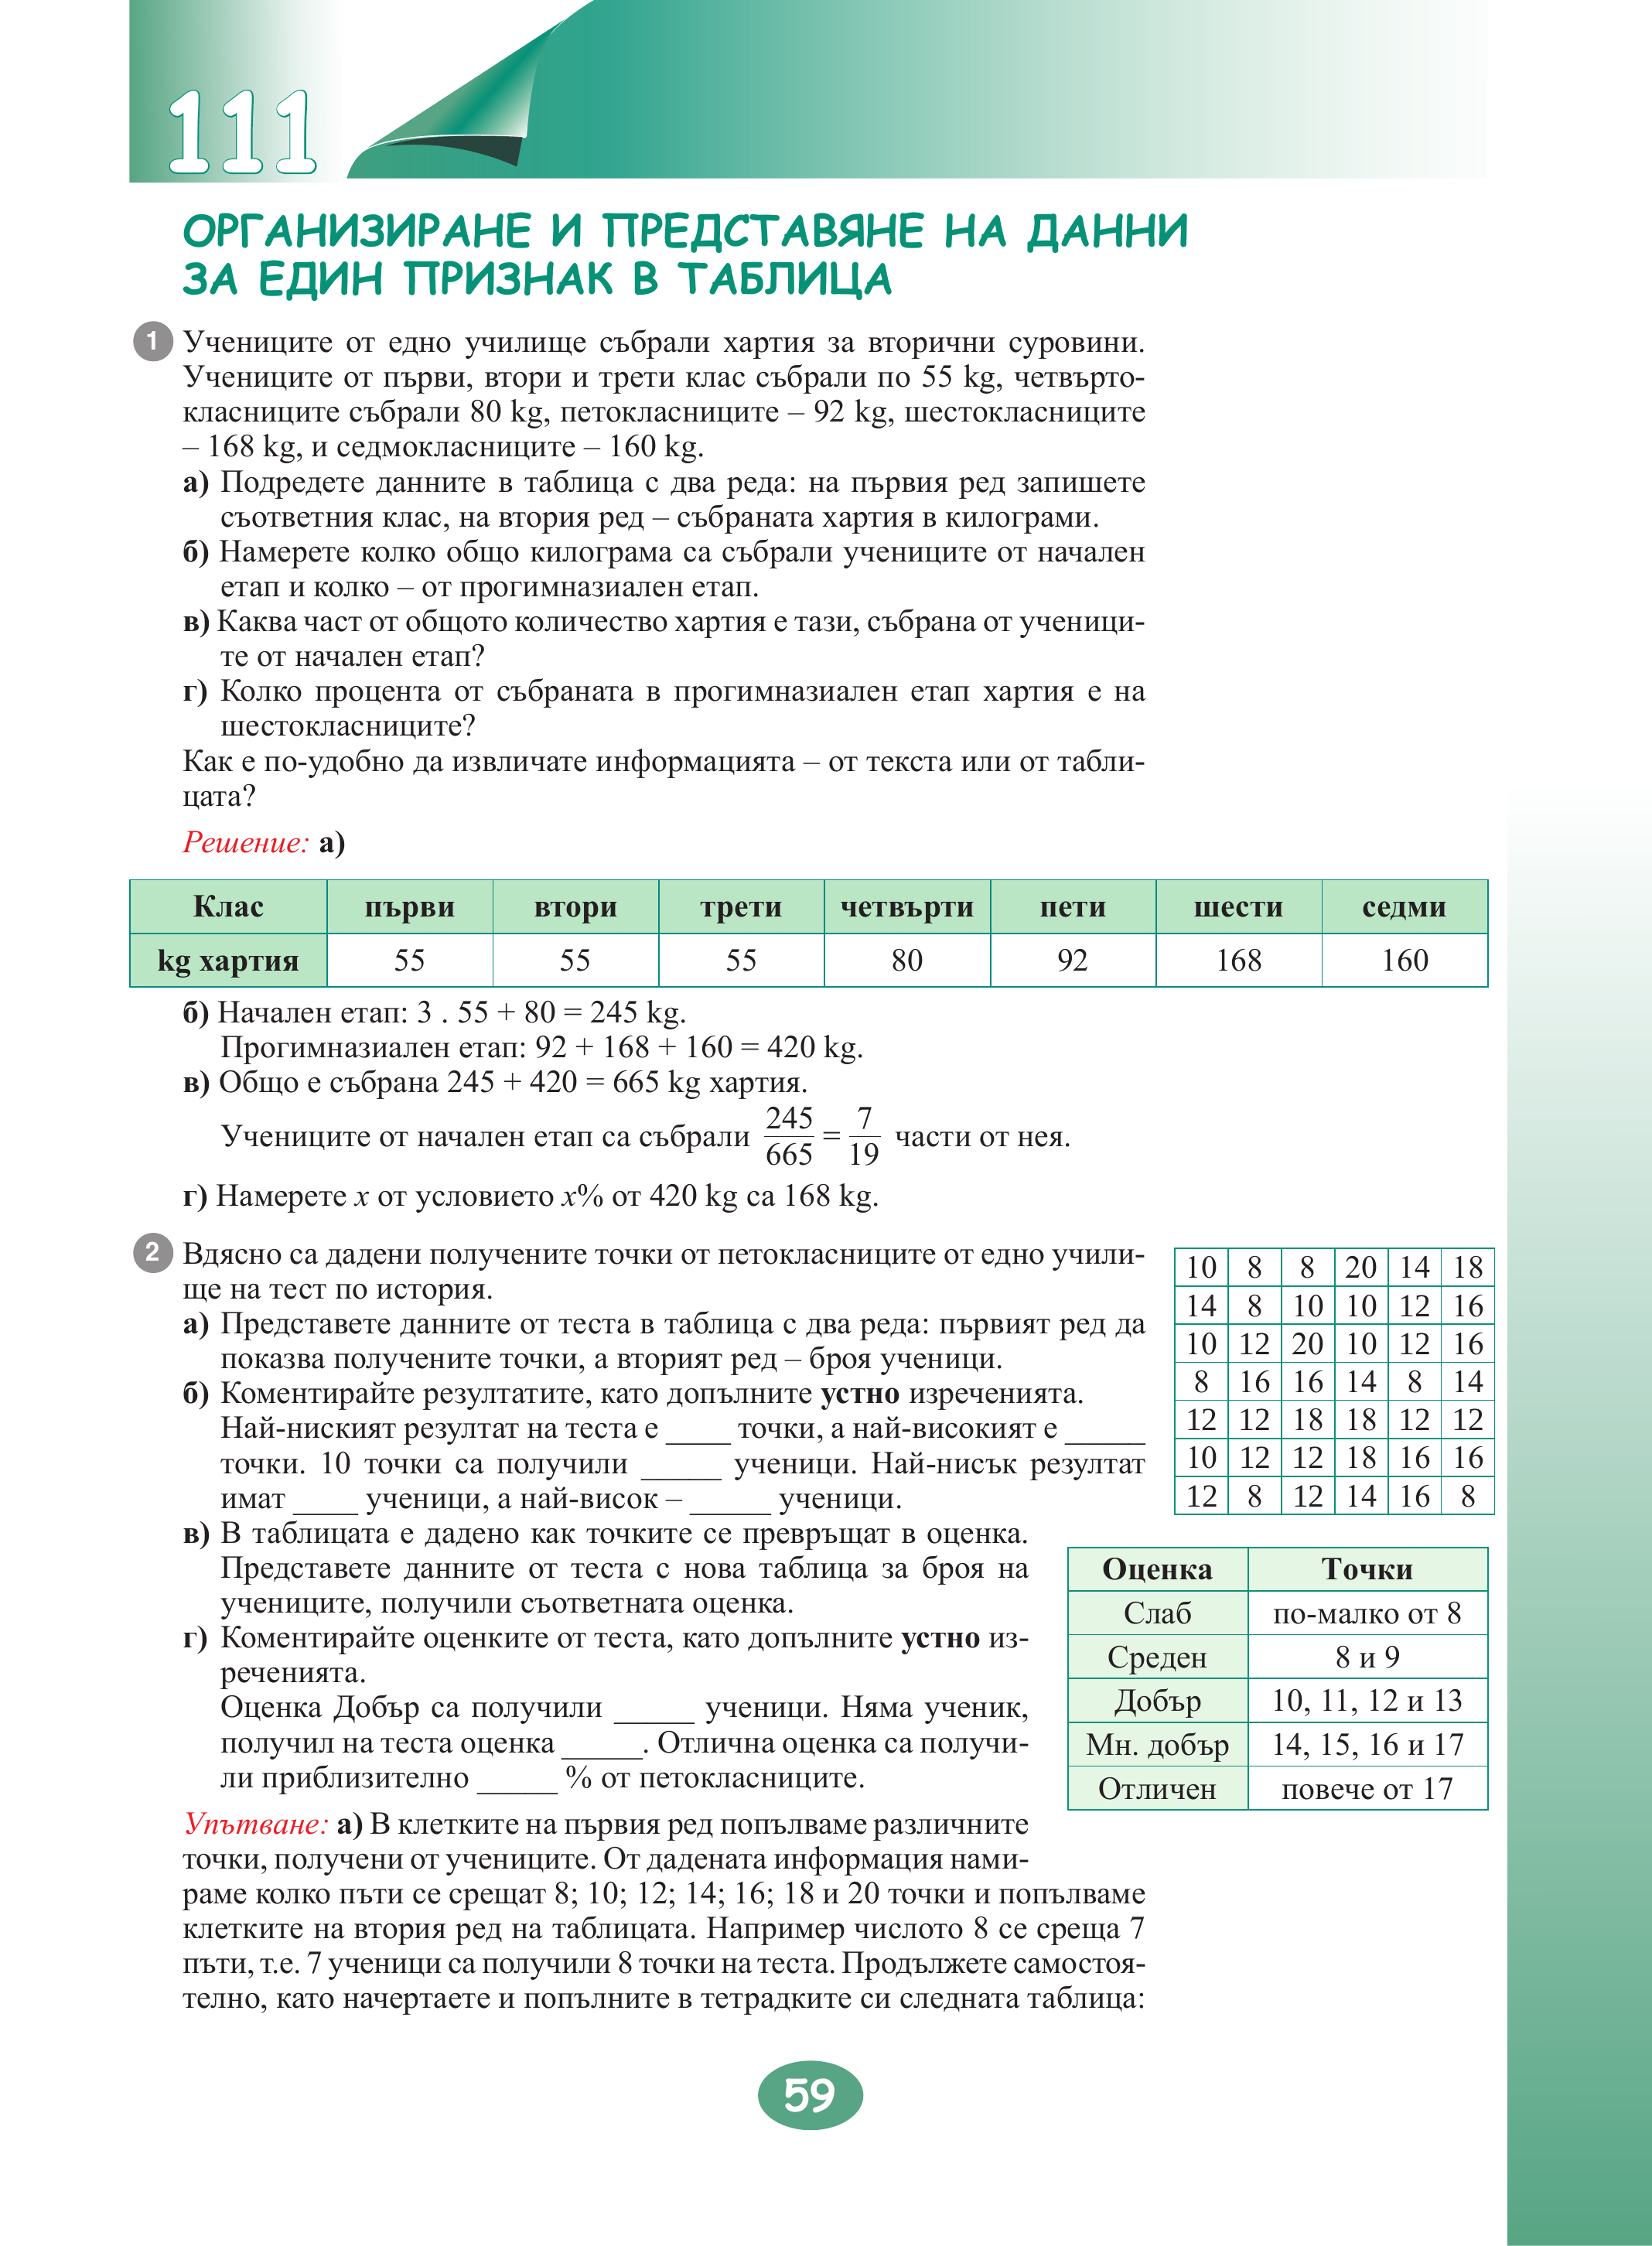 111
ОРГАНИЗИРАНЕ И ПРЕДСТАВЯНЕ НА ДАННИ
ЗА ЕДИН ПРИЗНАК В ТАБЛИЦА
1 Учениците от едно училище събрали хартия за вторични суровини.
Учениците от първи, втори и трети клас събрали по 55 kg, четвърто-
класниците събрали 80 kg, петокласниците – 92 kg, шестокласниците
– 168 kg, и седмокласниците – 160 kg.
а) Подредете данните в таблица с два реда: на първия ред запишете
съответния клас, на втория ред – събраната хартия в килограми.
б) Намерете колко общо килограма са събрали учениците от начален
етап и колко – от прогимназиален етап.
в) Каква част от общото количество хартия е тази, събрана от ученици-
те от начален етап?
г) Колко процента от събраната в прогимназиален етап хартия е на
шестокласниците?
Как е по-удобно да извличате информацията – от текста или от табли-
цата?
Решение: а)
Клас първи втори трети четвърти пети шести седми
kg хартия 55 55 55 80 92 168 160
б) Начален етап: 3 . 55 + 80 = 245 kg.
Прогимназиален етап: 92 + 168 + 160 = 420 kg.
в) Общо е събрана 245 + 420 = 665 kg хартия.
Учениците от начален етап са събрали 245/665 = 7/19 части от нея.
г) Намерете x от условието x% от 420 kg са 168 kg.
2 Вдясно са дадени получените точки от петокласниците от едно учили-
ще на тест по история.
а) Представете данните от теста в таблица с два реда: първият ред да
показва получените точки, а вторият ред – броя ученици.
б) Коментирайте резултатите, като допълните устно изреченията.
Най-ниският резултат на теста е ____ точки, а най-високият е _____
точки. 10 точки са получили _____ ученици. Най-нисък резултат
имат ____ ученици, а най-висок – _____ ученици.
10 8 8 20 14 18
14 8 10 10 12 16
10 12 20 10 12 16
8 16 16 14 8 14
12 12 18 18 12 12
10 12 12 18 16 16
12 8 12 14 16 8
в) В таблицата е дадено как точките се превръщат в оценка.
Представете данните от теста с нова таблица за броя на
учениците, получили съответната оценка.
г) Коментирайте оценките от теста, като допълните устно из-
реченията.
Оценка Добър са получили _____ ученици. Няма ученик,
получил на теста оценка _____. Отлична оценка са получи-
ли приблизително _____ % от петокласниците.
Оценка Точки
Слаб по-малко от 8
Среден 8 и 9
Добър 10, 11, 12 и 13
Мн. добър 14, 15, 16 и 17
Отличен повече от 17
Упътване: а) В клетките на първия ред попълваме различните
точки, получени от учениците. От дадената информация нами-
раме колко пъти се срещат 8; 10; 12; 14; 16; 18 и 20 точки и попълваме
клетките на втория ред на таблицата. Например числото 8 се среща 7
пъти, т.е. 7 ученици са получили 8 точки на теста. Продължете самостоя-
телно, като начертаете и попълните в тетрадките си следната таблица:
59